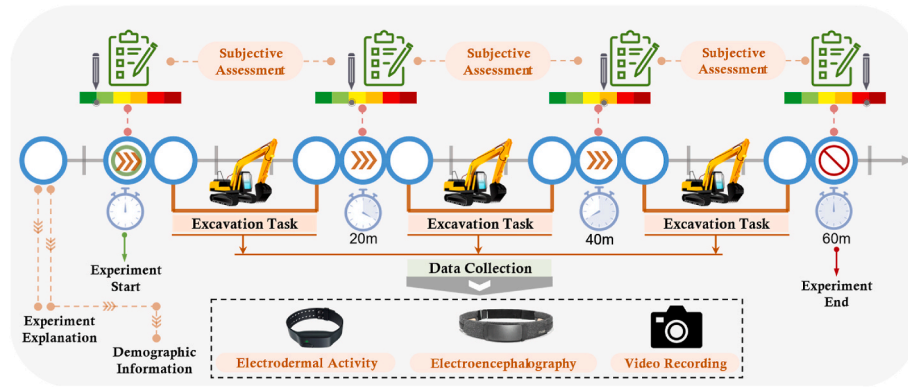 Subjective
Assessment
Subjective
Assessment
Subjective
Assessment
Excavation Task
Excavation Task
Excavation Task
20m
40m
60m
Experiment
Start
Data Collection
Experiment
End
Experiment
Explanation
Demographic
Information
Electrodermal Activity
Electroencephalography
Video Recording